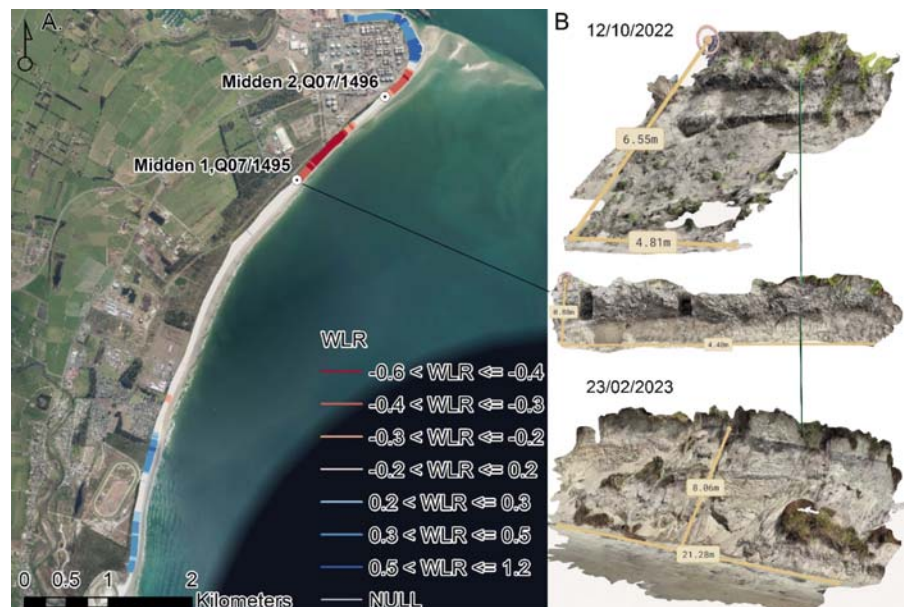 A.
Midden 2,Q07/1496
Midden 1,Q07/1495
WLR
-0.6 < WLR <= -0.4
-0.4 < WLR <= -0.3
-0.3 < WLR <= -0.2
-0.2 < WLR <= 0.2
0.2 < WLR <= 0.3
0.3 < WLR <= 0.5
0.5 < WLR <= 1.2
NULL
0 0.5 1 2
Kilometers
B
12/10/2022
6.55m
4.81m
0.80m
4.40m
23/02/2023
8.06m
21.28m